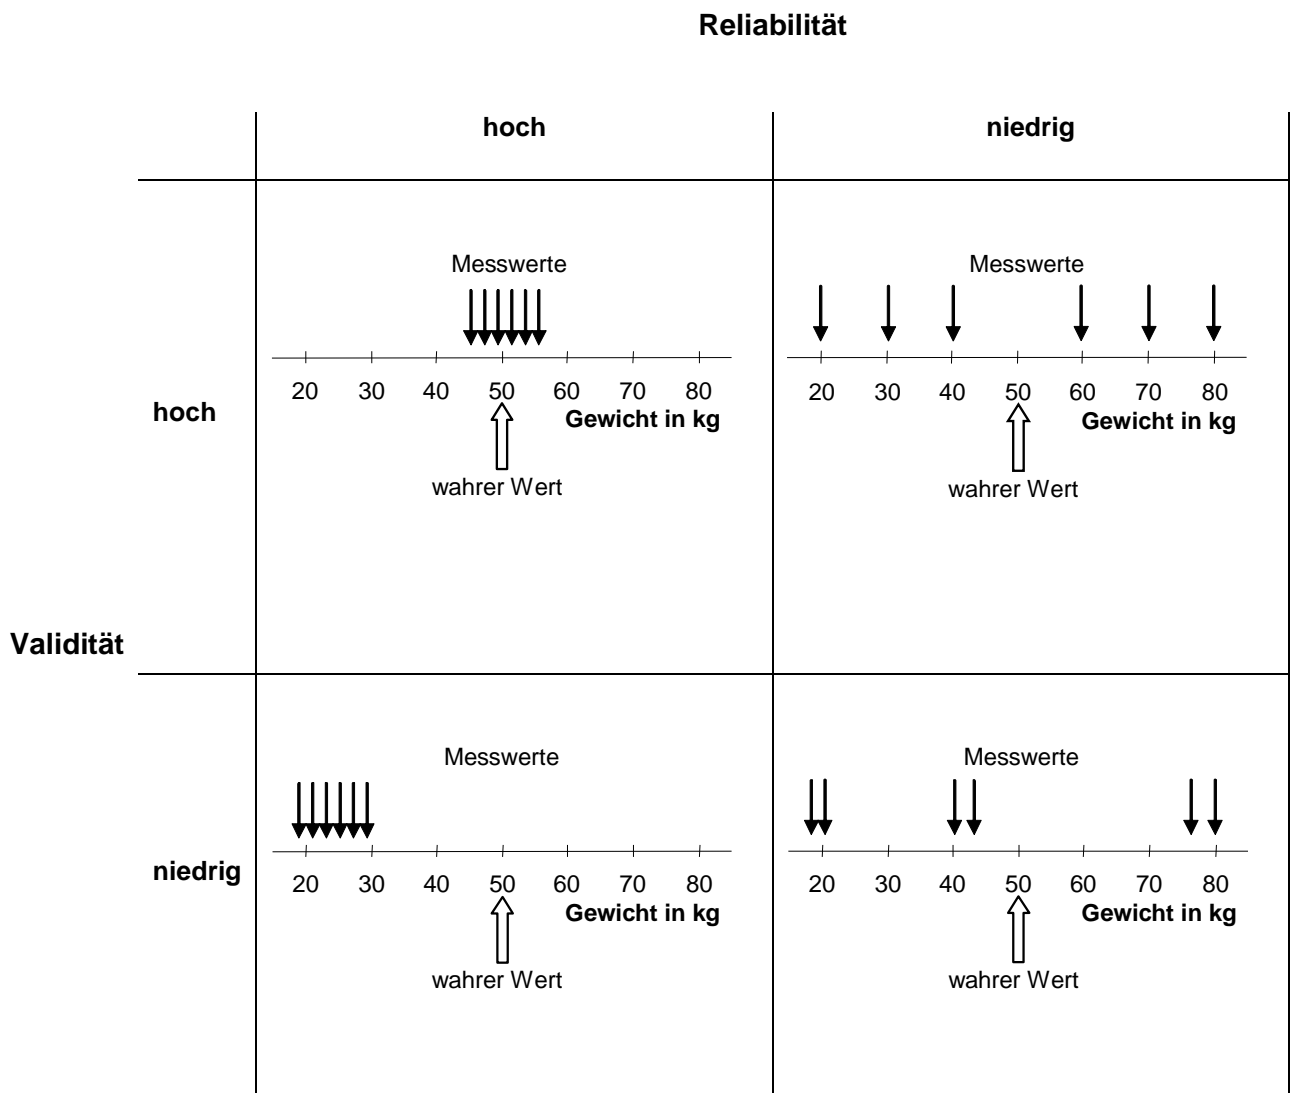 Reliabilität
hoch niedrig
Messwerte Messwerte
20 30 40 50 60 70 80 20 30 40 50 60 70 80
hoch Gewicht in kg Gewicht in kg
wahrer Wert wahrer Wert
Validität
Messwerte Messwerte
niedrig 20 30 40 50 60 70 80 20 30 40 50 60 70 80
Gewicht in kg Gewicht in kg
wahrer Wert wahrer Wert